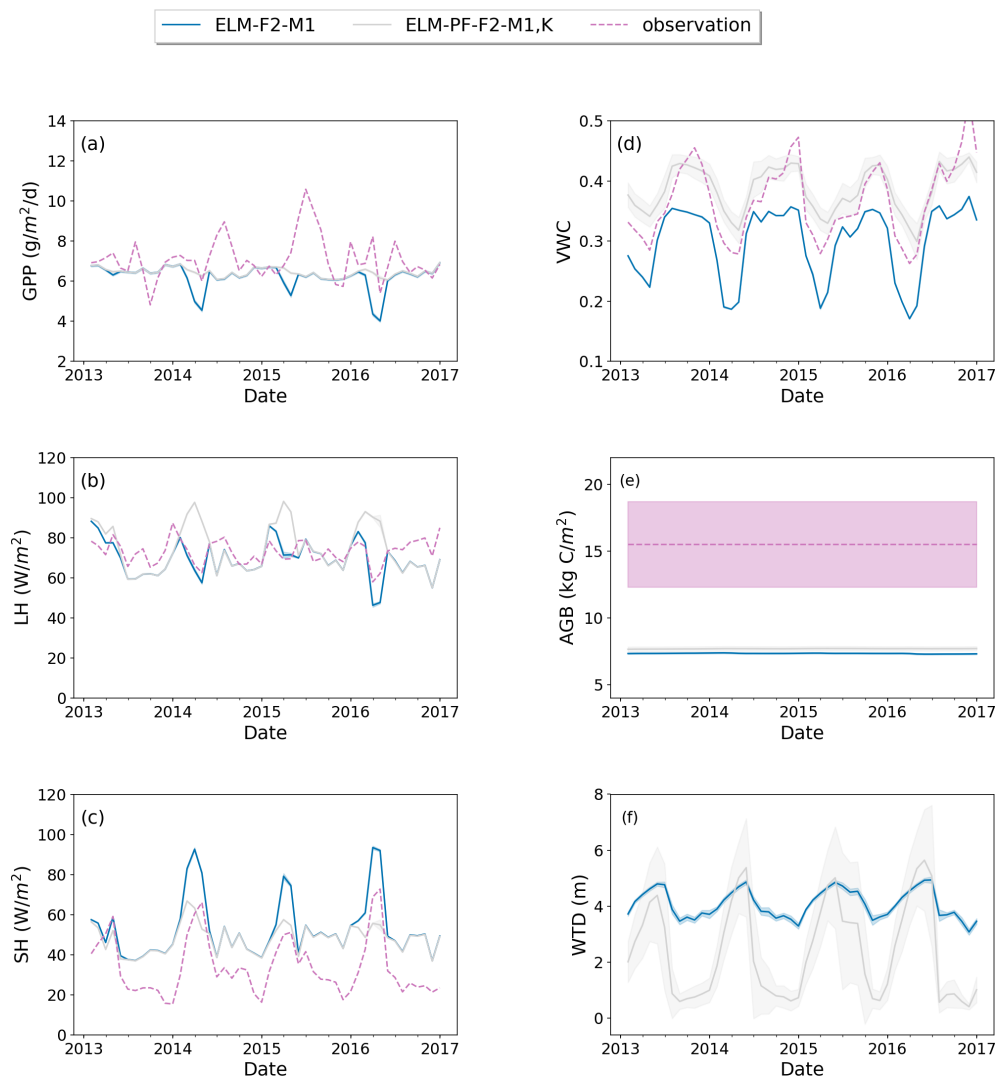 ELM-F2-M1 ELM-PF-F2-M1,K observation
(a)
GPP (g/m²/d)
14
12
10
8
6
4
2
2013 2014 2015 2016 2017
Date
(d)
VWC
0.5
0.4
0.3
0.2
0.1
2013 2014 2015 2016 2017
Date
(b)
LH (W/m²)
120
100
80
60
40
20
0
2013 2014 2015 2016 2017
Date
(e)
AGB (kg C/m²)
20
15
10
5
2013 2014 2015 2016 2017
Date
(c)
SH (W/m²)
120
100
80
60
40
20
0
2013 2014 2015 2016 2017
Date
(f)
WTD (m)
8
6
4
2
0
2013 2014 2015 2016 2017
Date